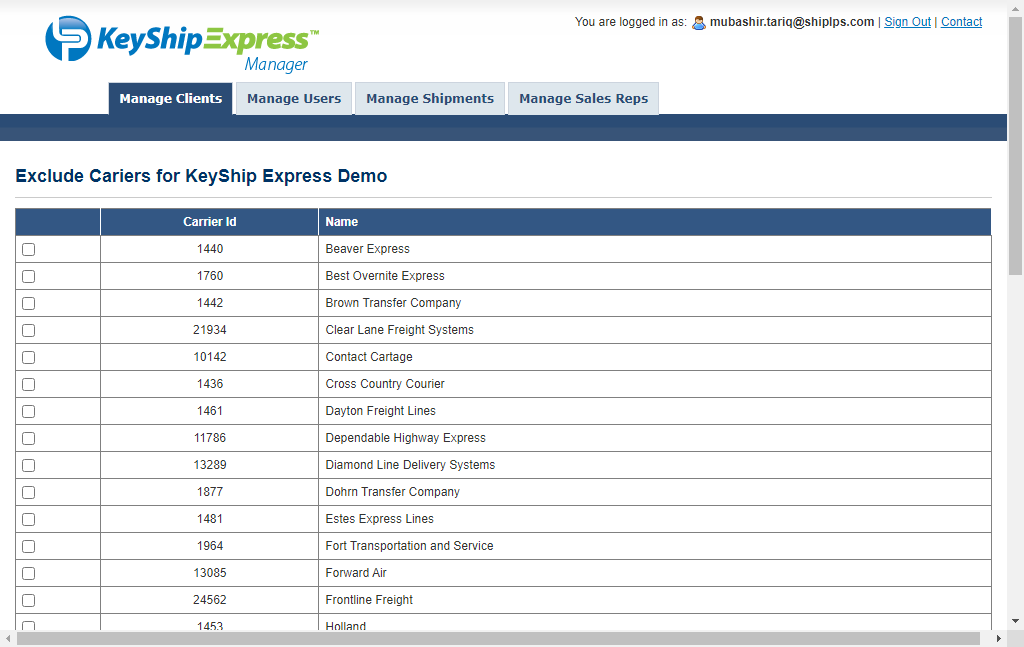 KeyShipExpress™
Manager
You are logged in as: mubashir.tariq@shiplps.com | Sign Out | Contact
Manage Clients Manage Users Manage Shipments Manage Sales Reps
Exclude Cariers for KeyShip Express Demo
Carrier Id Name
1440 Beaver Express
1760 Best Overnite Express
1442 Brown Transfer Company
21934 Clear Lane Freight Systems
10142 Contact Cartage
1436 Cross Country Courier
1461 Dayton Freight Lines
11786 Dependable Highway Express
13289 Diamond Line Delivery Systems
1877 Dohrn Transfer Company
1481 Estes Express Lines
1964 Fort Transportation and Service
13085 Forward Air
24562 Frontline Freight
1453 Holland